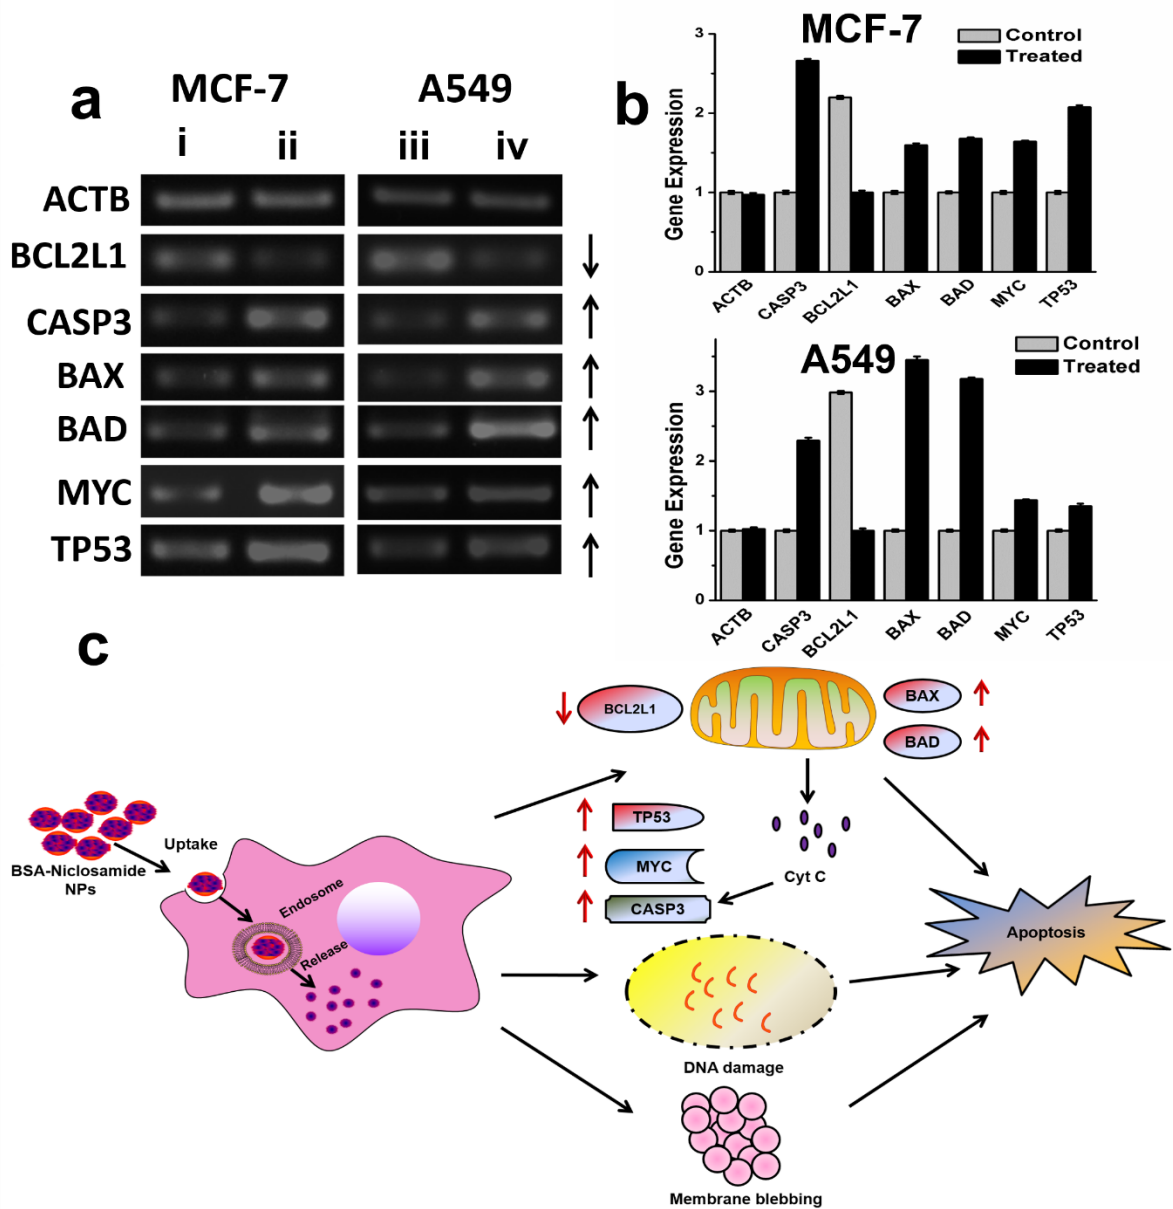 a
MCF-7
A549
i
ii
iii
iv
ACTB
BCL2L1
CASP3
BAX
BAD
MYC
TP53
b
MCF-7
Control
Treated
Gene Expression
3
2
1
0
ACTB
CASP3
BCL2L1
BAX
BAD
MYC
TP53
A549
Control
Treated
Gene Expression
3
2
1
0
ACTB
CASP3
BCL2L1
BAX
BAD
MYC
TP53
c
BCL2L1
BAX
BAD
TP53
MYC
CASP3
Cyt C
BSA-Niclosamide
NPs
Uptake
Endosome
Release
Apoptosis
DNA damage
Membrane blebbing